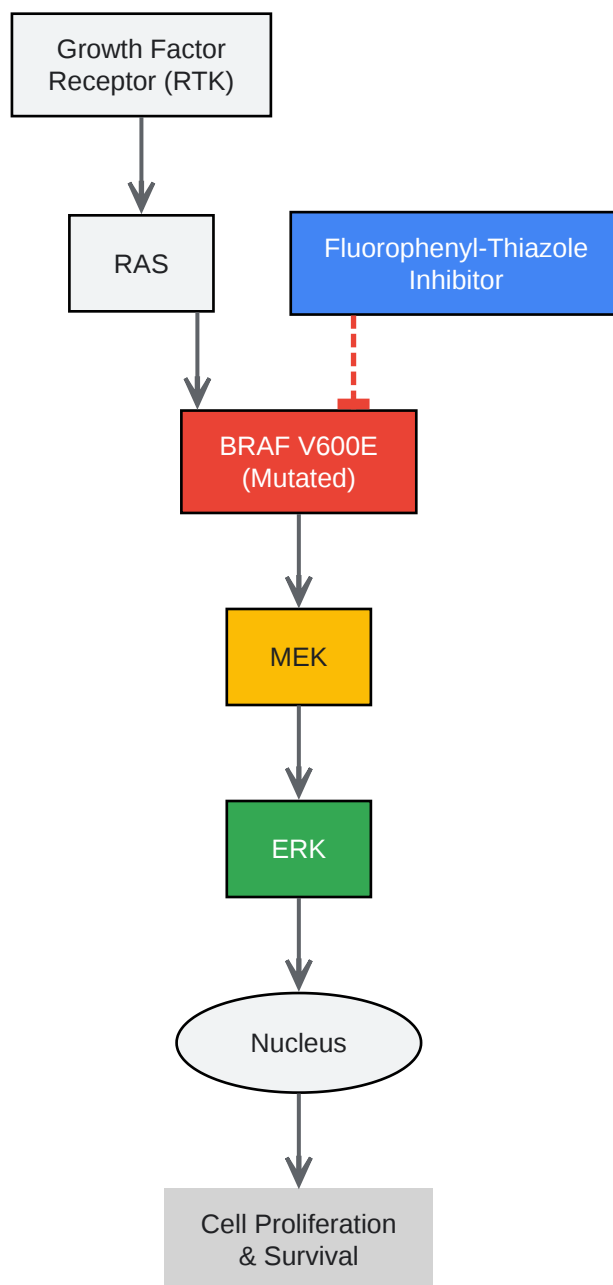 Growth Factor
Receptor (RTK)
RAS
Fluorophenyl-Thiazole
Inhibitor
BRAF V600E
(Mutated)
MEK
ERK
Nucleus
Cell Proliferation
& Survival